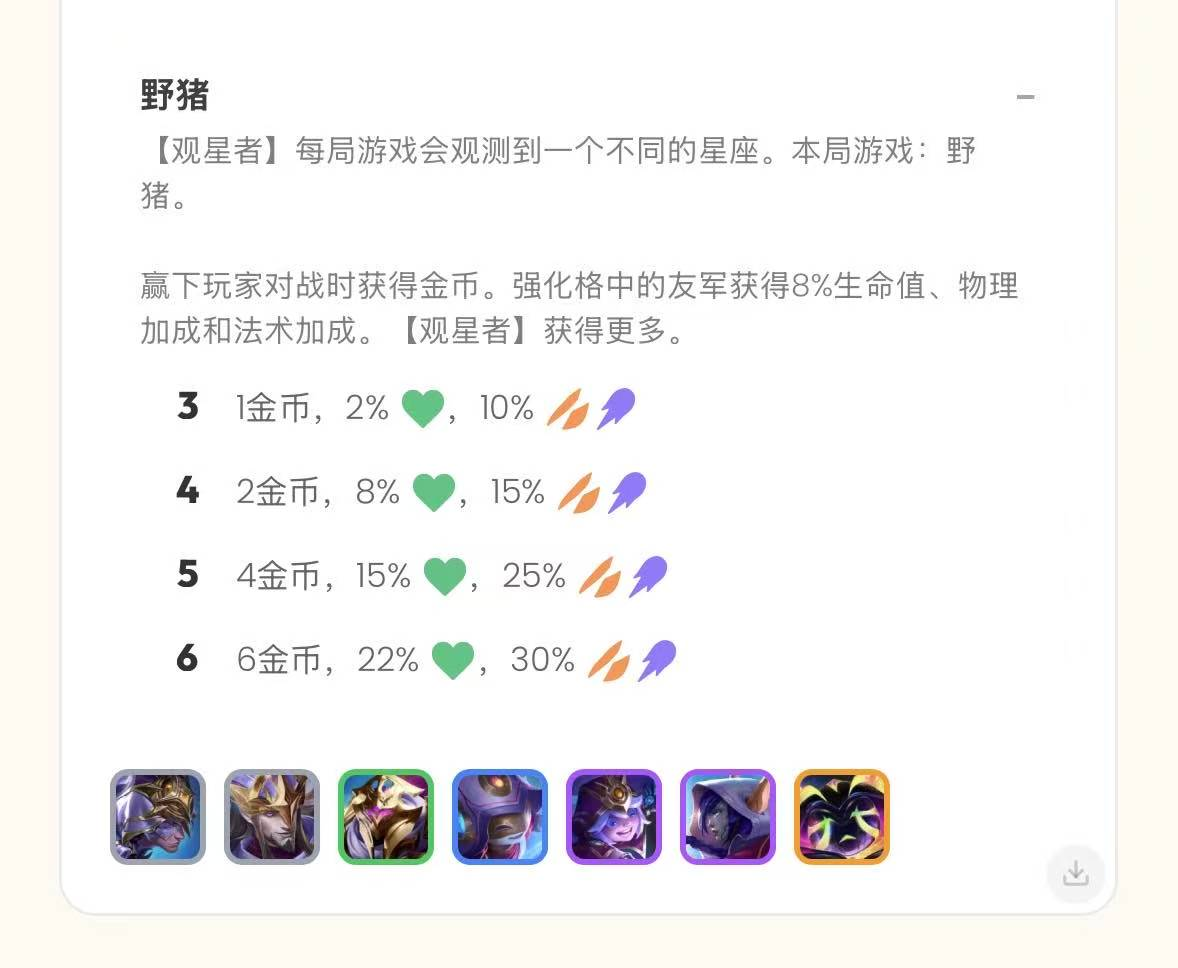 野猪
【观星者】每局游戏会观测到一个不同的星座。本局游戏：野
猪。
赢下玩家对战时获得金币。强化格中的友军获得8%生命值、物理
加成和法术加成。【观星者】获得更多。
3 1金币，2% ，10%
4 2金币，8% ，15%
5 4金币，15% ，25%
6 6金币，22% ，30%